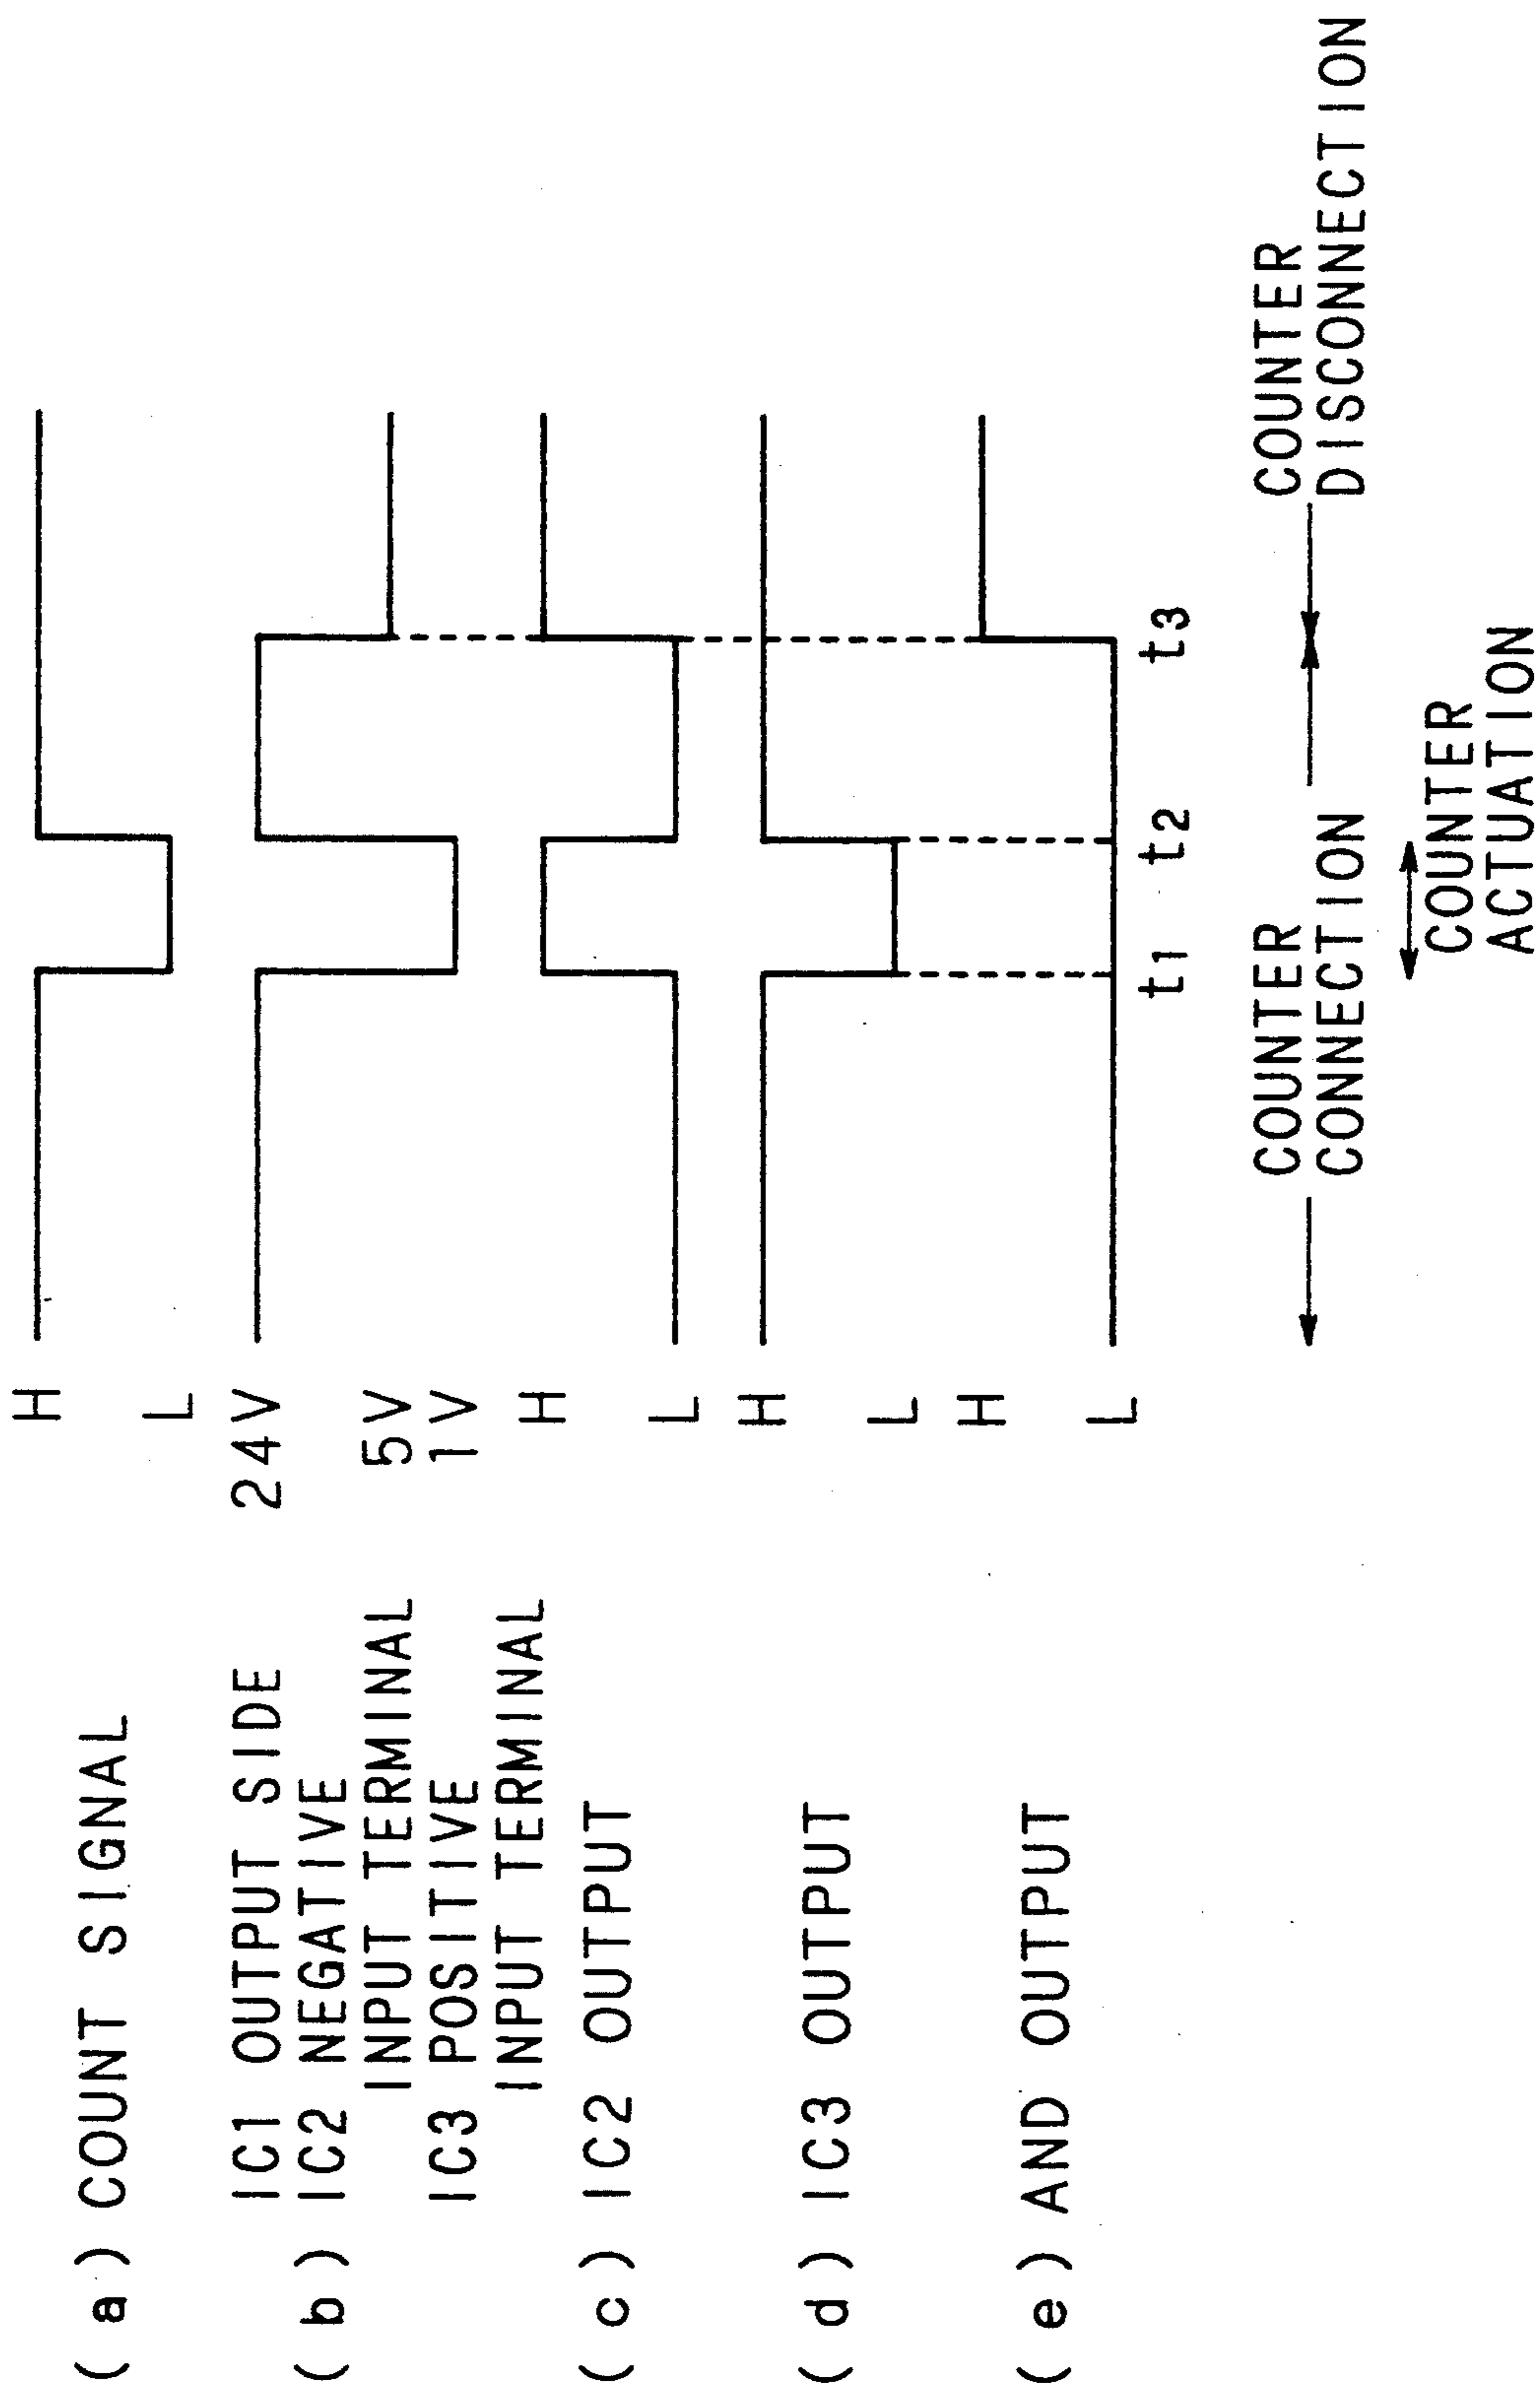 (a) COUNT SIGNAL
H
L
IC1 OUTPUT SIDE
(b) IC2 NEGATIVE
INPUT TERMINAL
IC3 POSITIVE
INPUT TERMINAL
24V
5V
1V
(c) IC2 OUTPUT
H
L
(d) IC3 OUTPUT
H
L
(e) AND OUTPUT
H
L
t1
t2
t3
COUNTER
CONNECTION
COUNTER
DISCONNECTION
COUNTER
ACTUATION